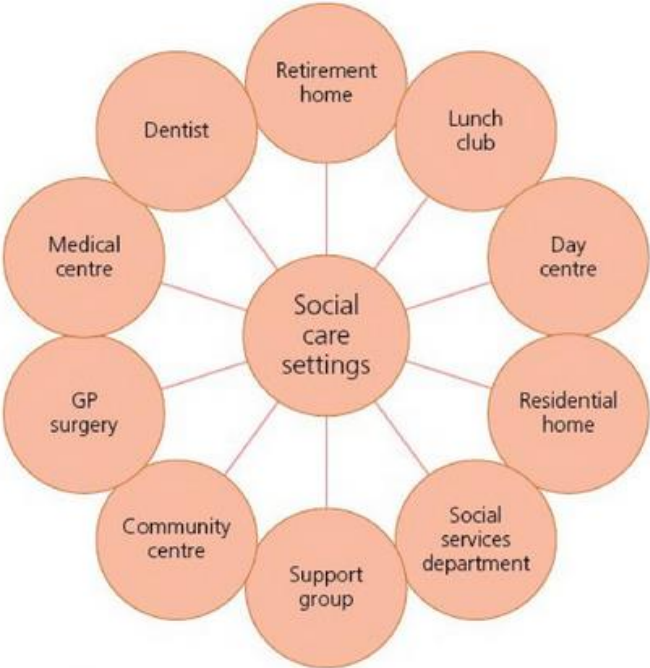 Retirement
home
Lunch
club
Day
centre
Residential
home
Social
services
department
Support
group
Community
centre
GP
surgery
Medical
centre
Dentist
Social
care
settings